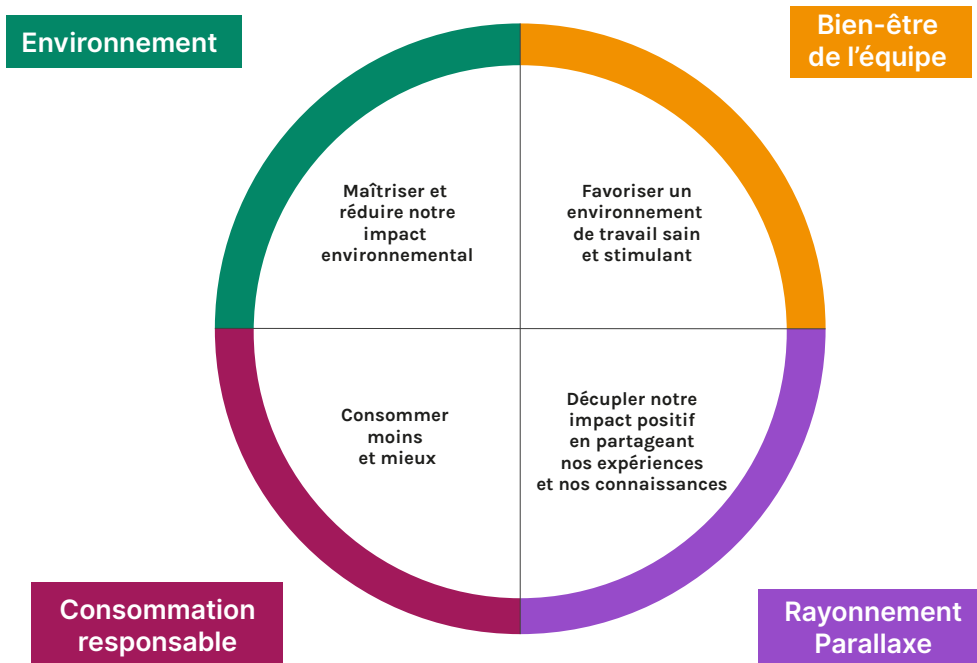 Environnement
Bien-être
de l'équipe
Maîtriser et
réduire notre
impact
environnemental
Favoriser un
environnement
de travail sain
et stimulant
Consommer
moins
et mieux
Décupler notre
impact positif
en partageant
nos expériences
et nos connaissances
Consommation
responsable
Rayonnement
Parallaxe